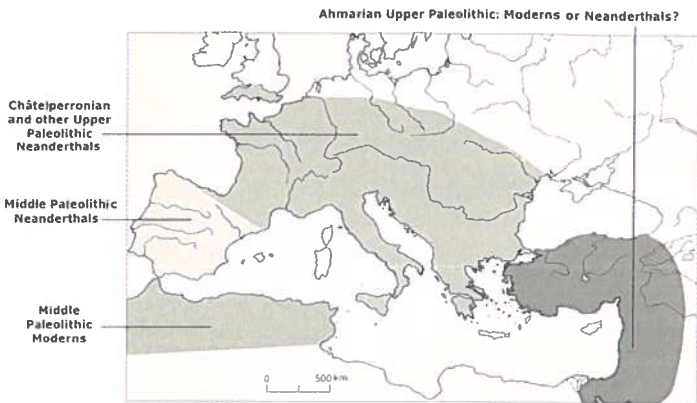 Ahmarian Upper Paleolithic: Moderns or Neanderthals?
Châtelperronian
and other Upper
Paleolithic
Neanderthals
Middle Paleolithic
Neanderthals
Middle
Paleolithic
Moderns
0 500 km